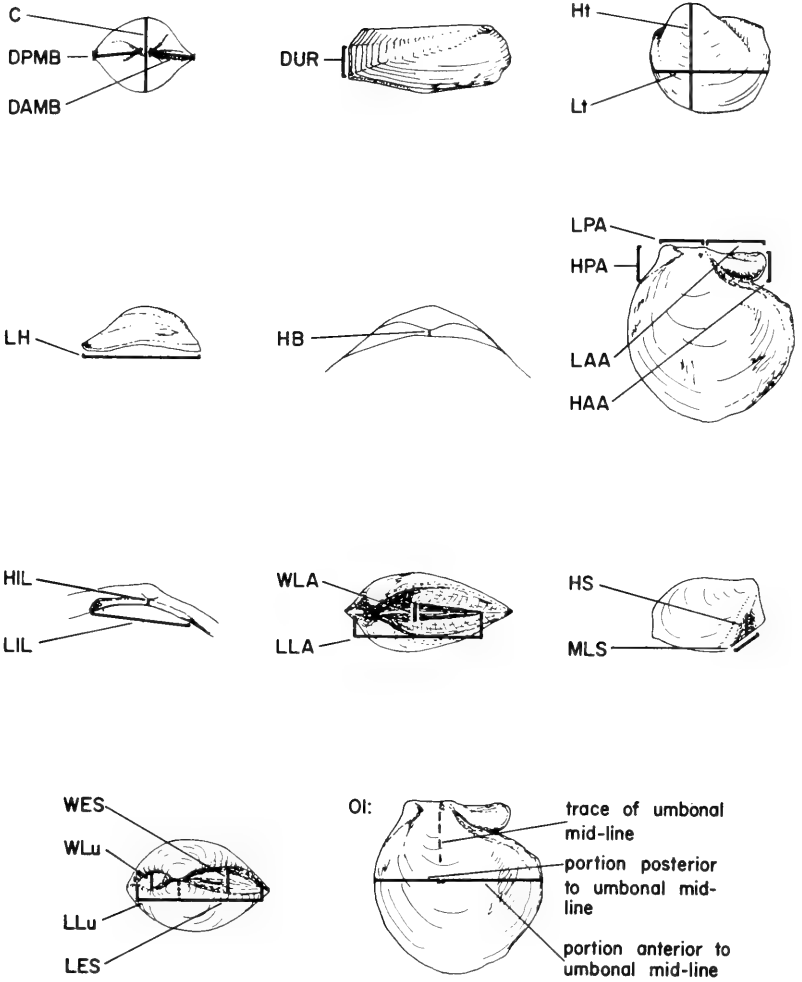 C
DPMB
DAMB
DUR
Ht
Lt
LH
HB
LPA
HPA
LAA
HAA
HIL
LIL
WLA
LLA
HS
MLS
WES
WLu
LLu
LES
OI:
trace of umbonal
mid-line
portion posterior
to umbonal mid-
line
portion anterior to
umbonal mid-line